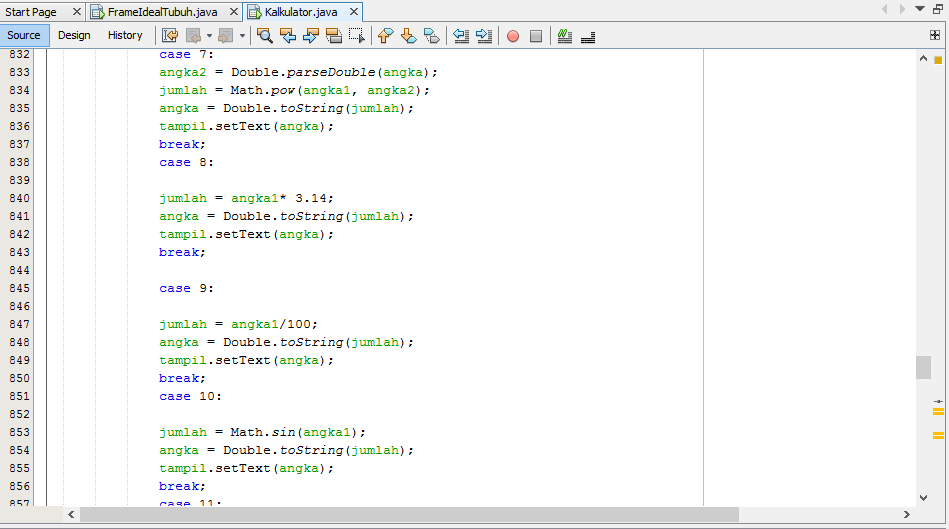 Start Page FrameIdealTubuh.java Kalkulator.java
Source Design History
832 case 7:
833 angka2 = Double.parseDouble(angka);
834 jumlah = Math.pow(angka1, angka2);
835 angka = Double.toString(jumlah);
836 tampil.setText(angka);
837 break;
838 case 8:
839
840 jumlah = angka1* 3.14;
841 angka = Double.toString(jumlah);
842 tampil.setText(angka);
843 break;
844
845 case 9:
846
847 jumlah = angka1/100;
848 angka = Double.toString(jumlah);
849 tampil.setText(angka);
850 break;
851 case 10:
852
853 jumlah = Math.sin(angka1);
854 angka = Double.toString(jumlah);
855 tampil.setText(angka);
856 break;
857 case 11: